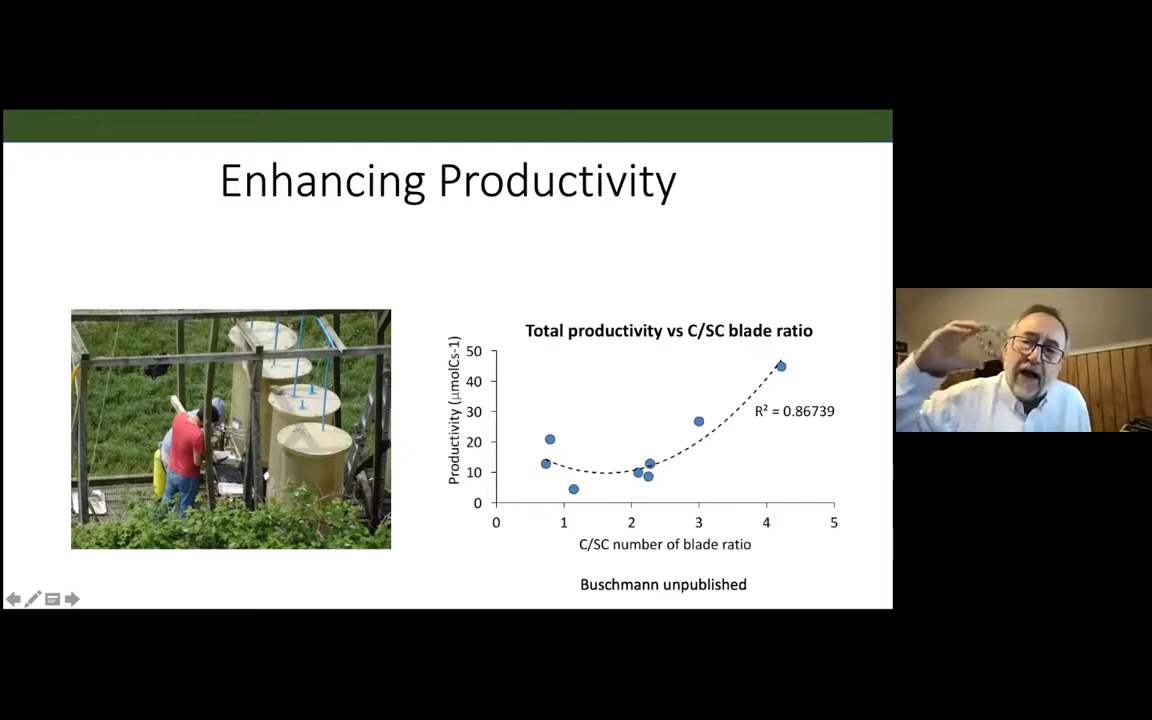 Enhancing Productivity
Total productivity vs C/SC blade ratio
Productivity (µmolCs-1)
50
40
30
20
10
0
R² = 0.86739
0 1 2 3 4 5
C/SC number of blade ratio
Buschmann unpublished